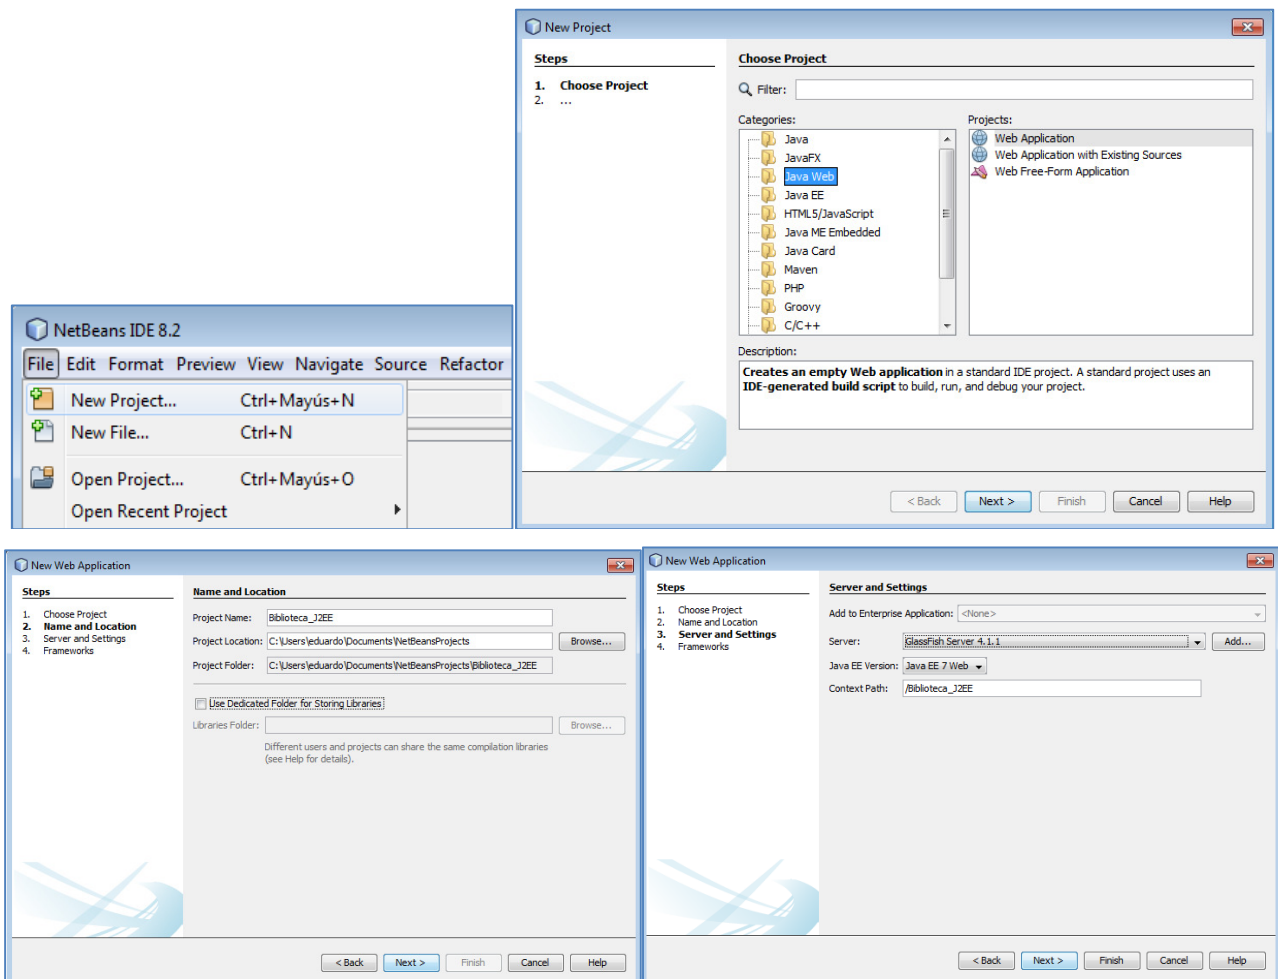 NetBeans IDE 8.2
File Edit Format Preview View Navigate Source Refactor
New Project... Ctrl+Mayús+N
New File... Ctrl+N
Open Project... Ctrl+Mayús+O
Open Recent Project
New Project
Steps
1. Choose Project
2. ...
Choose Project
Filter:
Categories:
Java
JavaFX
Java Web
Java EE
HTML5/JavaScript
Java ME Embedded
Java Card
Maven
PHP
Groovy
C/C++
Projects:
Web Application
Web Application with Existing Sources
Web Free-Form Application
Description:
Creates an empty Web application in a standard IDE project. A standard project uses an
IDE-generated build script to build, run, and debug your project.
< Back Next > Finish Cancel Help
New Web Application
Steps
1. Choose Project
2. Name and Location
3. Server and Settings
4. Frameworks
Name and Location
Project Name: Biblioteca_J2EE
Project Location: C:\Users\eduardo\Documents\NetBeansProjects Browse...
Project Folder: C:\Users\eduardo\Documents\NetBeansProjects\Biblioteca_J2EE
Use Dedicated Folder for Storing Libraries
Libraries Folder: Browse...
Different users and projects can share the same compilation libraries
(see Help for details).
< Back Next > Finish Cancel Help
New Web Application
Steps
1. Choose Project
2. Name and Location
3. Server and Settings
4. Frameworks
Server and Settings
Add to Enterprise Application: <None>
Server: GlassFish Server 4.1.1 Add...
Java EE Version: Java EE 7 Web
Context Path: /Biblioteca_J2EE
< Back Next > Finish Cancel Help